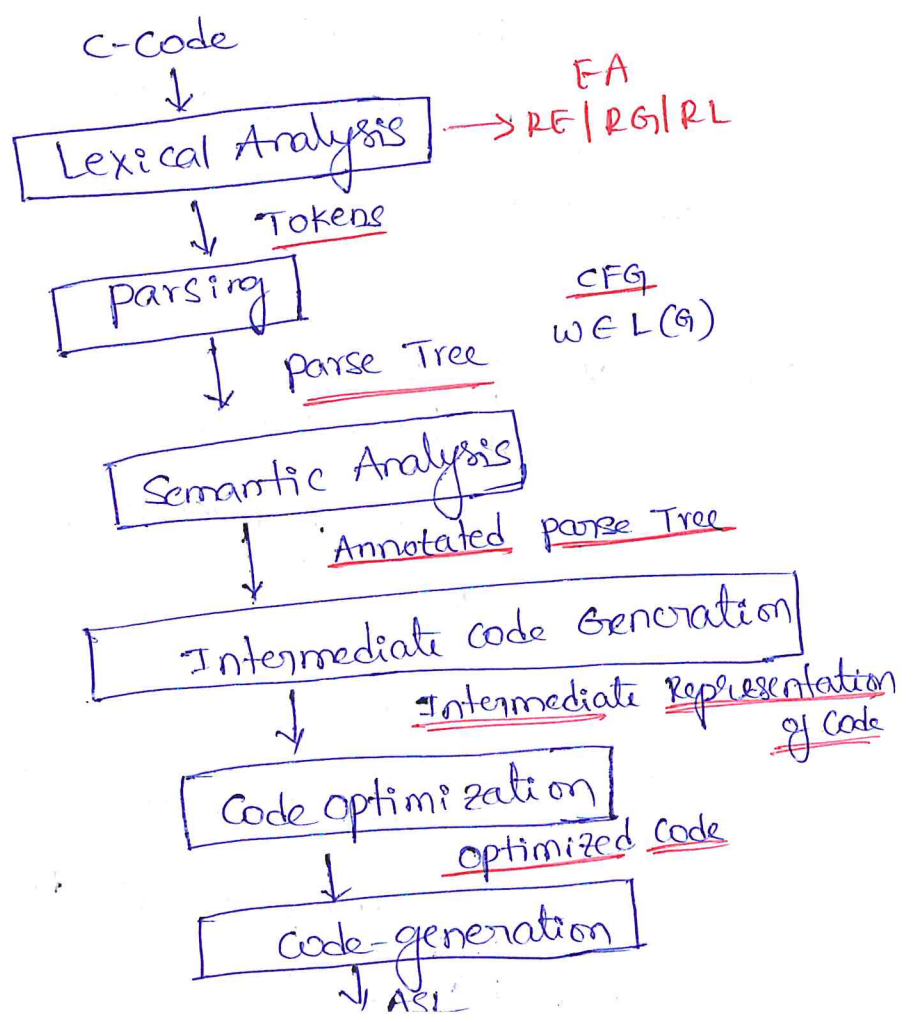 C-Code
FA
RE | RG | RL
Lexical Analysis
Tokens
Parsing
CFG
W ∈ L(G)
Parse Tree
Semantic Analysis
Annotated parse Tree
Intermediate code Generation
Intermediate Representation
of Code
Code optimization
optimized code
code-generation
ASL